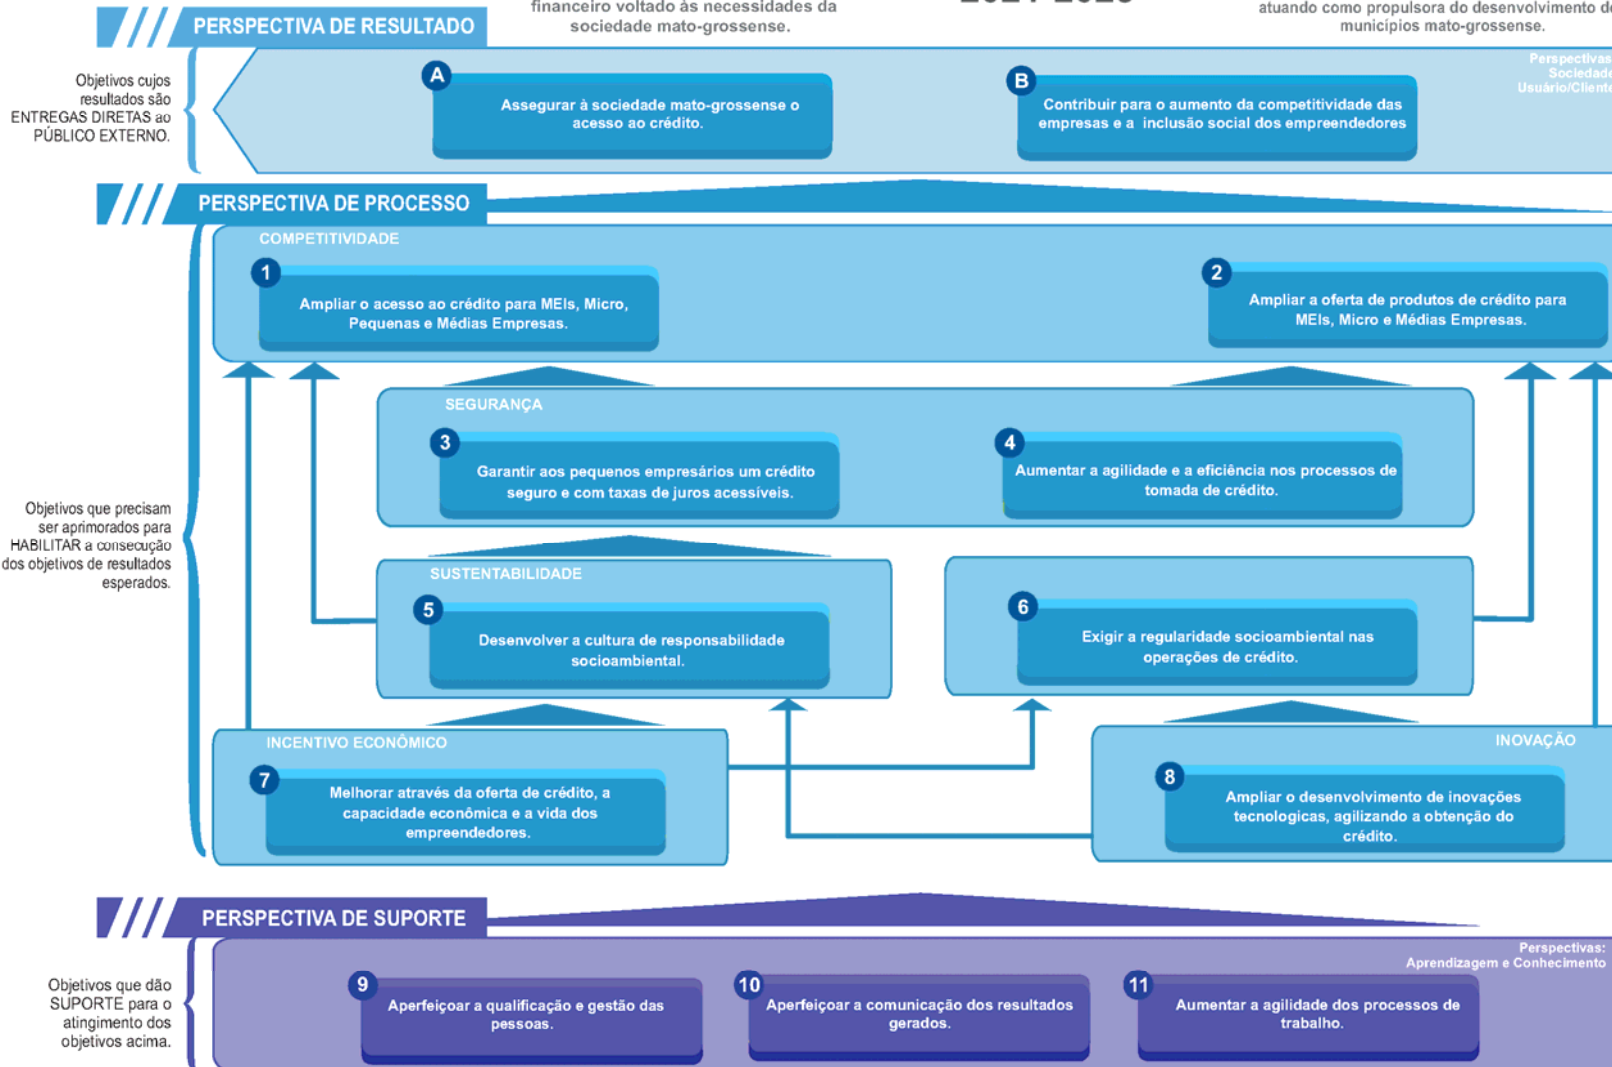 financeiro voltado às necessidades da
sociedade mato-grossense.
atuando como propulsora do desenvolvimento
municípios mato-grossense.
PERSPECTIVA DE RESULTADO
Objetivos cujos
resultados são
ENTREGAS DIRETAS ao
PÚBLICO EXTERNO.
Perspectivas
Sociedade
Usuário/Cliente
A
Assegurar à sociedade mato-grossense o
acesso ao crédito.
B
Contribuir para o aumento da competitividade das
empresas e a inclusão social dos empreendedores
PERSPECTIVA DE PROCESSO
Objetivos que precisam
ser aprimorados para
HABILITAR a consecução
dos objetivos de resultados
esperados.
COMPETITIVIDADE
1
Ampliar o acesso ao crédito para MEIs, Micro,
Pequenas e Médias Empresas.
2
Ampliar a oferta de produtos de crédito para
MEIs, Micro e Médias Empresas.
SEGURANÇA
3
Garantir aos pequenos empresários um crédito
seguro e com taxas de juros acessíveis.
4
Aumentar a agilidade e a eficiência nos processos de
tomada de crédito.
SUSTENTABILIDADE
5
Desenvolver a cultura de responsabilidade
socioambiental.
6
Exigir a regularidade socioambiental nas
operações de crédito.
INCENTIVO ECONÔMICO
7
Melhorar através da oferta de crédito, a
capacidade econômica e a vida dos
empreendedores.
INOVAÇÃO
8
Ampliar o desenvolvimento de inovações
tecnologicas, agilizando a obtenção do
crédito.
PERSPECTIVA DE SUPORTE
Objetivos que dão
SUPORTE para o
atingimento dos
objetivos acima.
Perspectivas:
Aprendizagem e Conhecimento
9
Aperfeiçoar a qualificação e gestão das
pessoas.
10
Aperfeiçoar a comunicação dos resultados
gerados.
11
Aumentar a agilidade dos processos de
trabalho.